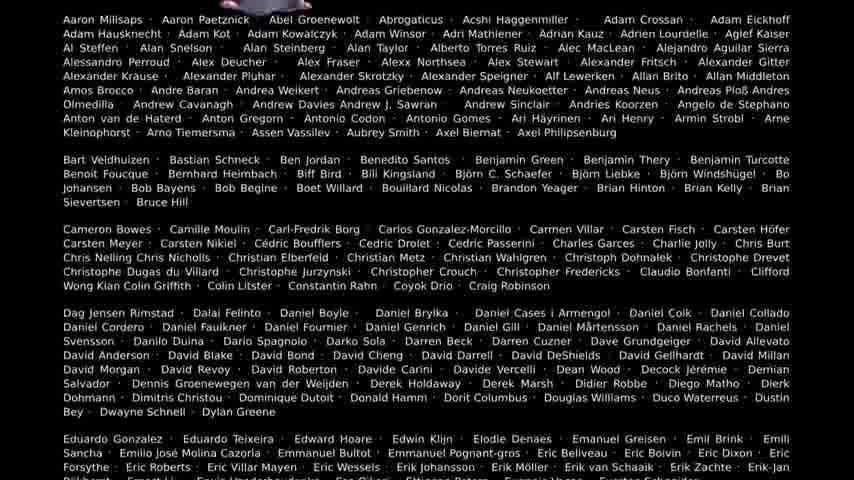 Aaron Millsaps · Aaron Paetznick · Abel Groenewolt · Abrogaticus · Acshi Haggenmiller · Adam Crossan · Adam Eickhoff
Adam Hausknecht · Adam Kot · Adam Kowalczyk · Adam Winsor · Adri Mathlener · Adrian Kauz · Adrien Lourdelle · Aglef Kaiser
Al Steffen · Alan Snelson · Alan Steinberg · Alan Taylor · Alberto Torres Ruiz · Alec MacLean · Alejandro Aguilar Sierra
Alessandro Perroud · Alex Deucher · Alex Fraser · Alexx Northsea · Alex Stewart · Alexander Fritsch · Alexander Gitter
Alexander Krause · Alexander Pluhar · Alexander Skrotzky · Alexander Speigner · Alf Lewerken · Allan Brito · Allan Middleton
Amos Brocco · Andre Baran · Andrea Weikert · Andreas Griebenow · Andreas Neukoetter · Andreas Neus · Andreas Ploß Andres
Olmedilla · Andrew Cavanagh · Andrew Davies Andrew J. Sawran · Andrew Sinclair · Andries Koorzen · Angelo de Stephano
Anton van de Haterd · Anton Gregorn · Antonio Codon · Antonio Gomes · Ari Häyrinen · Ari Henry · Armin Strobl · Arne
Kleinophorst · Arno Tiemersma · Assen Vassilev · Aubrey Smith · Axel Biernat · Axel Philipsenburg
Bart Veldhuizen · Bastian Schneck · Ben Jordan · Benedito Santos · Benjamin Green · Benjamin Thery · Benjamin Turcotte
Benoit Foucque · Bernhard Heimbach · Biff Bird · Bill Kingsland · Björn C. Schaefer · Björn Liebke · Björn Windshügel · Bo
Johansen · Bob Bayens · Bob Begine · Boet Willard · Bouillard Nicolas · Brandon Yeager · Brian Hinton · Brian Kelly · Brian
Sievertsen · Bruce Hill
Cameron Bowes · Camille Moulin · Carl-Fredrik Borg · Carlos Gonzalez-Morcillo · Carmen Villar · Carsten Fisch · Carsten Höfer
Carsten Meyer · Carsten Nikiel · Cédric Boufflers · Cedric Drolet · Cedric Passerini · Charles Garces · Charlie Jolly · Chris Burt
Chris Nelling Chris Nicholls · Christian Elberfeld · Christian Metz · Christian Wahlgren · Christoph Dohnalek · Christophe Drevet
Christophe Dugas du Villard · Christophe Jurzynski · Christopher Crouch · Christopher Fredericks · Claudio Bonfanti · Clifford
Wong Kian Colin Griffith · Colin Litster · Constantin Rahn · Coyok Drio · Craig Robinson
Dag Jensen Rimstad · Dalai Felinto · Daniel Boyle · Daniel Brylka · Daniel Cases i Armengol · Daniel Colk · Daniel Collado
Daniel Cordero · Daniel Faulkner · Daniel Fournier · Daniel Genrich · Daniel Gill · Daniel Mårtensson · Daniel Rachels · Daniel
Svensson · Danilo Duina · Dario Spagnolo · Darko Sola · Darren Beck · Darren Cuzner · Dave Grundgeiger · David Allevato
David Anderson · David Blake · David Bond · David Cheng · David Darrell · David DeShields · David Gellhardt · David Millan
David Morgan · David Revoy · David Roberton · Davide Carini · Davide Vercelli · Dean Wood · Decock Jérémie · Demian
Salvador · Dennis Groenewegen van der Weijden · Derek Holdaway · Derek Marsh · Didier Robbe · Diego Matho · Dierk
Dohmann · Dimitris Christou · Dominique Dutoit · Donald Hamm · Dorit Columbus · Douglas Williams · Duco Waterreus · Dustin
Bey · Dwayne Schnell · Dylan Greene
Eduardo Gonzalez · Eduardo Teixeira · Edward Hoare · Edwin Klijn · Elodie Denaes · Emanuel Greisen · Emil Brink · Emili
Sancha · Emilio José Molina Cazorla · Emmanuel Bultot · Emmanuel Pognant-gros · Eric Beliveau · Eric Boivin · Eric Dixon · Eric
Forsythe · Eric Roberts · Eric Villar Mayen · Eric Wessels · Erik Johansson · Erik Möller · Erik van Schaaik · Erik Zachte · Erik-Jan